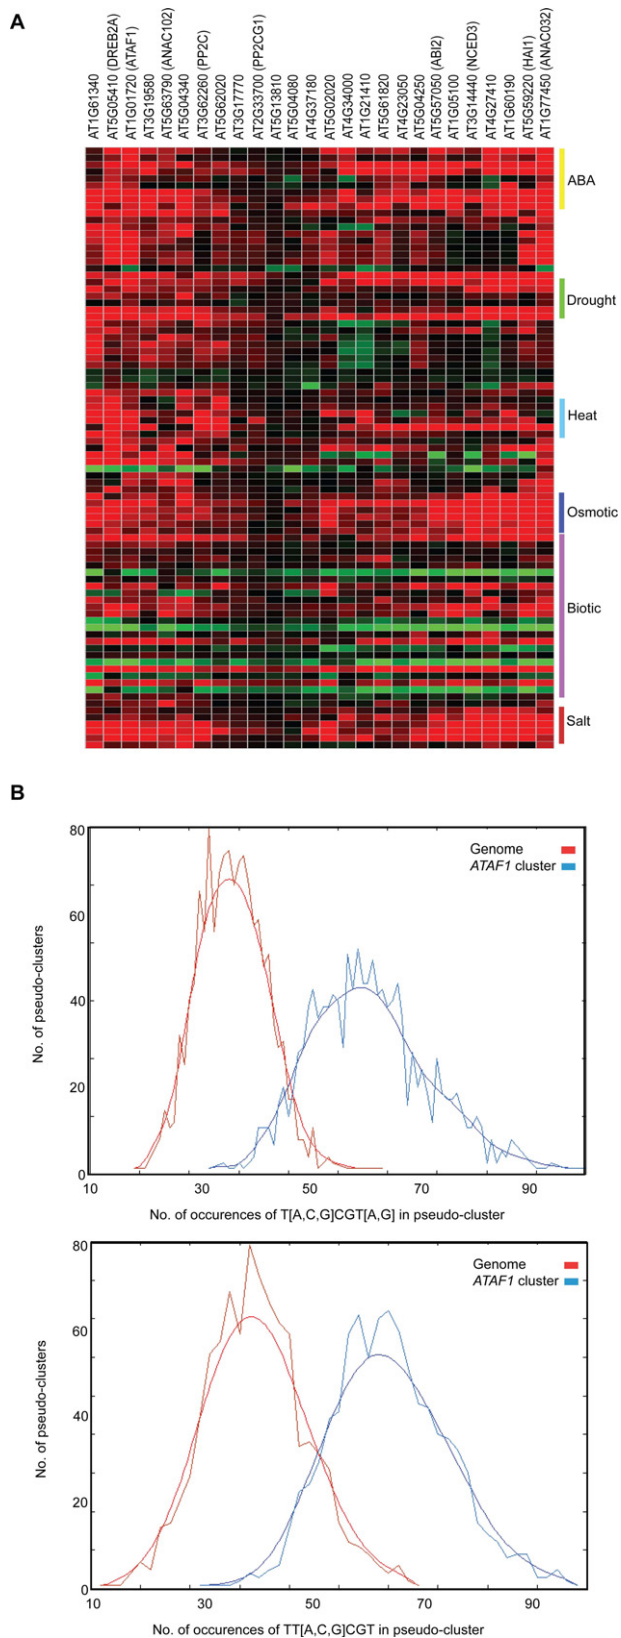 A
AT1G61340
AT5G05410 (DREB2A)
AT1G01720 (ATAF1)
AT3G19580
AT5G63790 (ANAC102)
AT5G04340
AT3G62260 (PP2C)
AT5G62020
AT3G17770
AT2G33700 (PP2CG1)
AT5G13810
AT5G04080
AT4G37180
AT5G02020
AT4G34000
AT1G21410
AT5G61820
AT4G23050
AT5G04250
AT5G57050 (ABI2)
AT1G05100
AT3G14440 (NCED3)
AT4G27410
AT1G60190
AT5G59220 (HAI1)
AT1G77450 (ANAC032)
ABA
Drought
Heat
Osmotic
Biotic
Salt
B
80
60
40
20
0
No. of pseudo-clusters
Genome
ATAF1 cluster
10 30 50 70 90
No. of occurences of T[A,C,G]CGT[A,G] in pseudo-cluster
80
60
40
20
0
No. of pseudo-clusters
Genome
ATAF1 cluster
10 30 50 70 90
No. of occurences of TT[A,C,G]CGT in pseudo-cluster